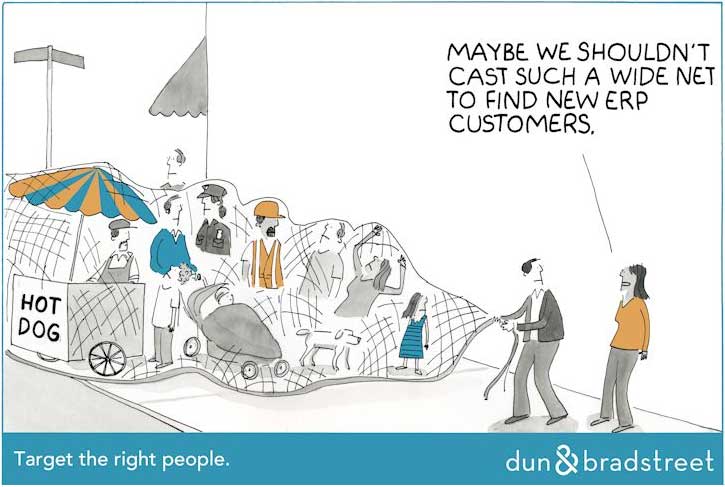 MAYBE WE SHOULDN'T
CAST SUCH A WIDE NET
TO FIND NEW ERP
CUSTOMERS.
HOT
DOG
Target the right people.
dun&bradstreet